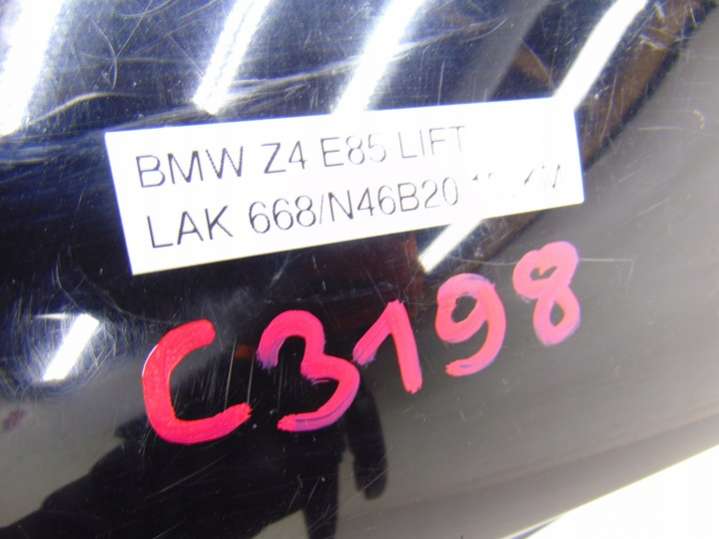 BMW Z4 E85 LIFT
LAK 668/N46B20
C3198